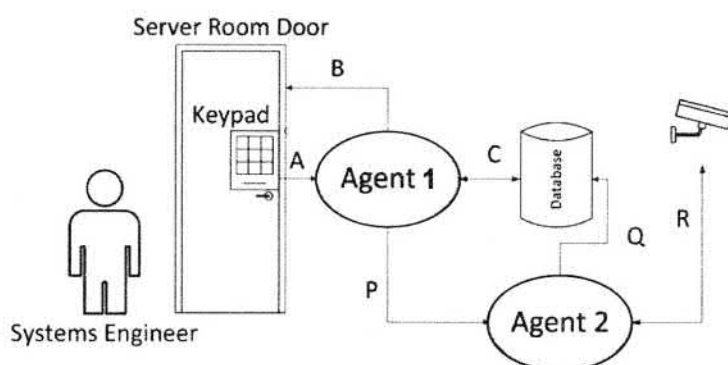 Server Room Door
B
Keypad
A
Agent 1
C
Database
R
Q
P
Agent 2
Systems Engineer